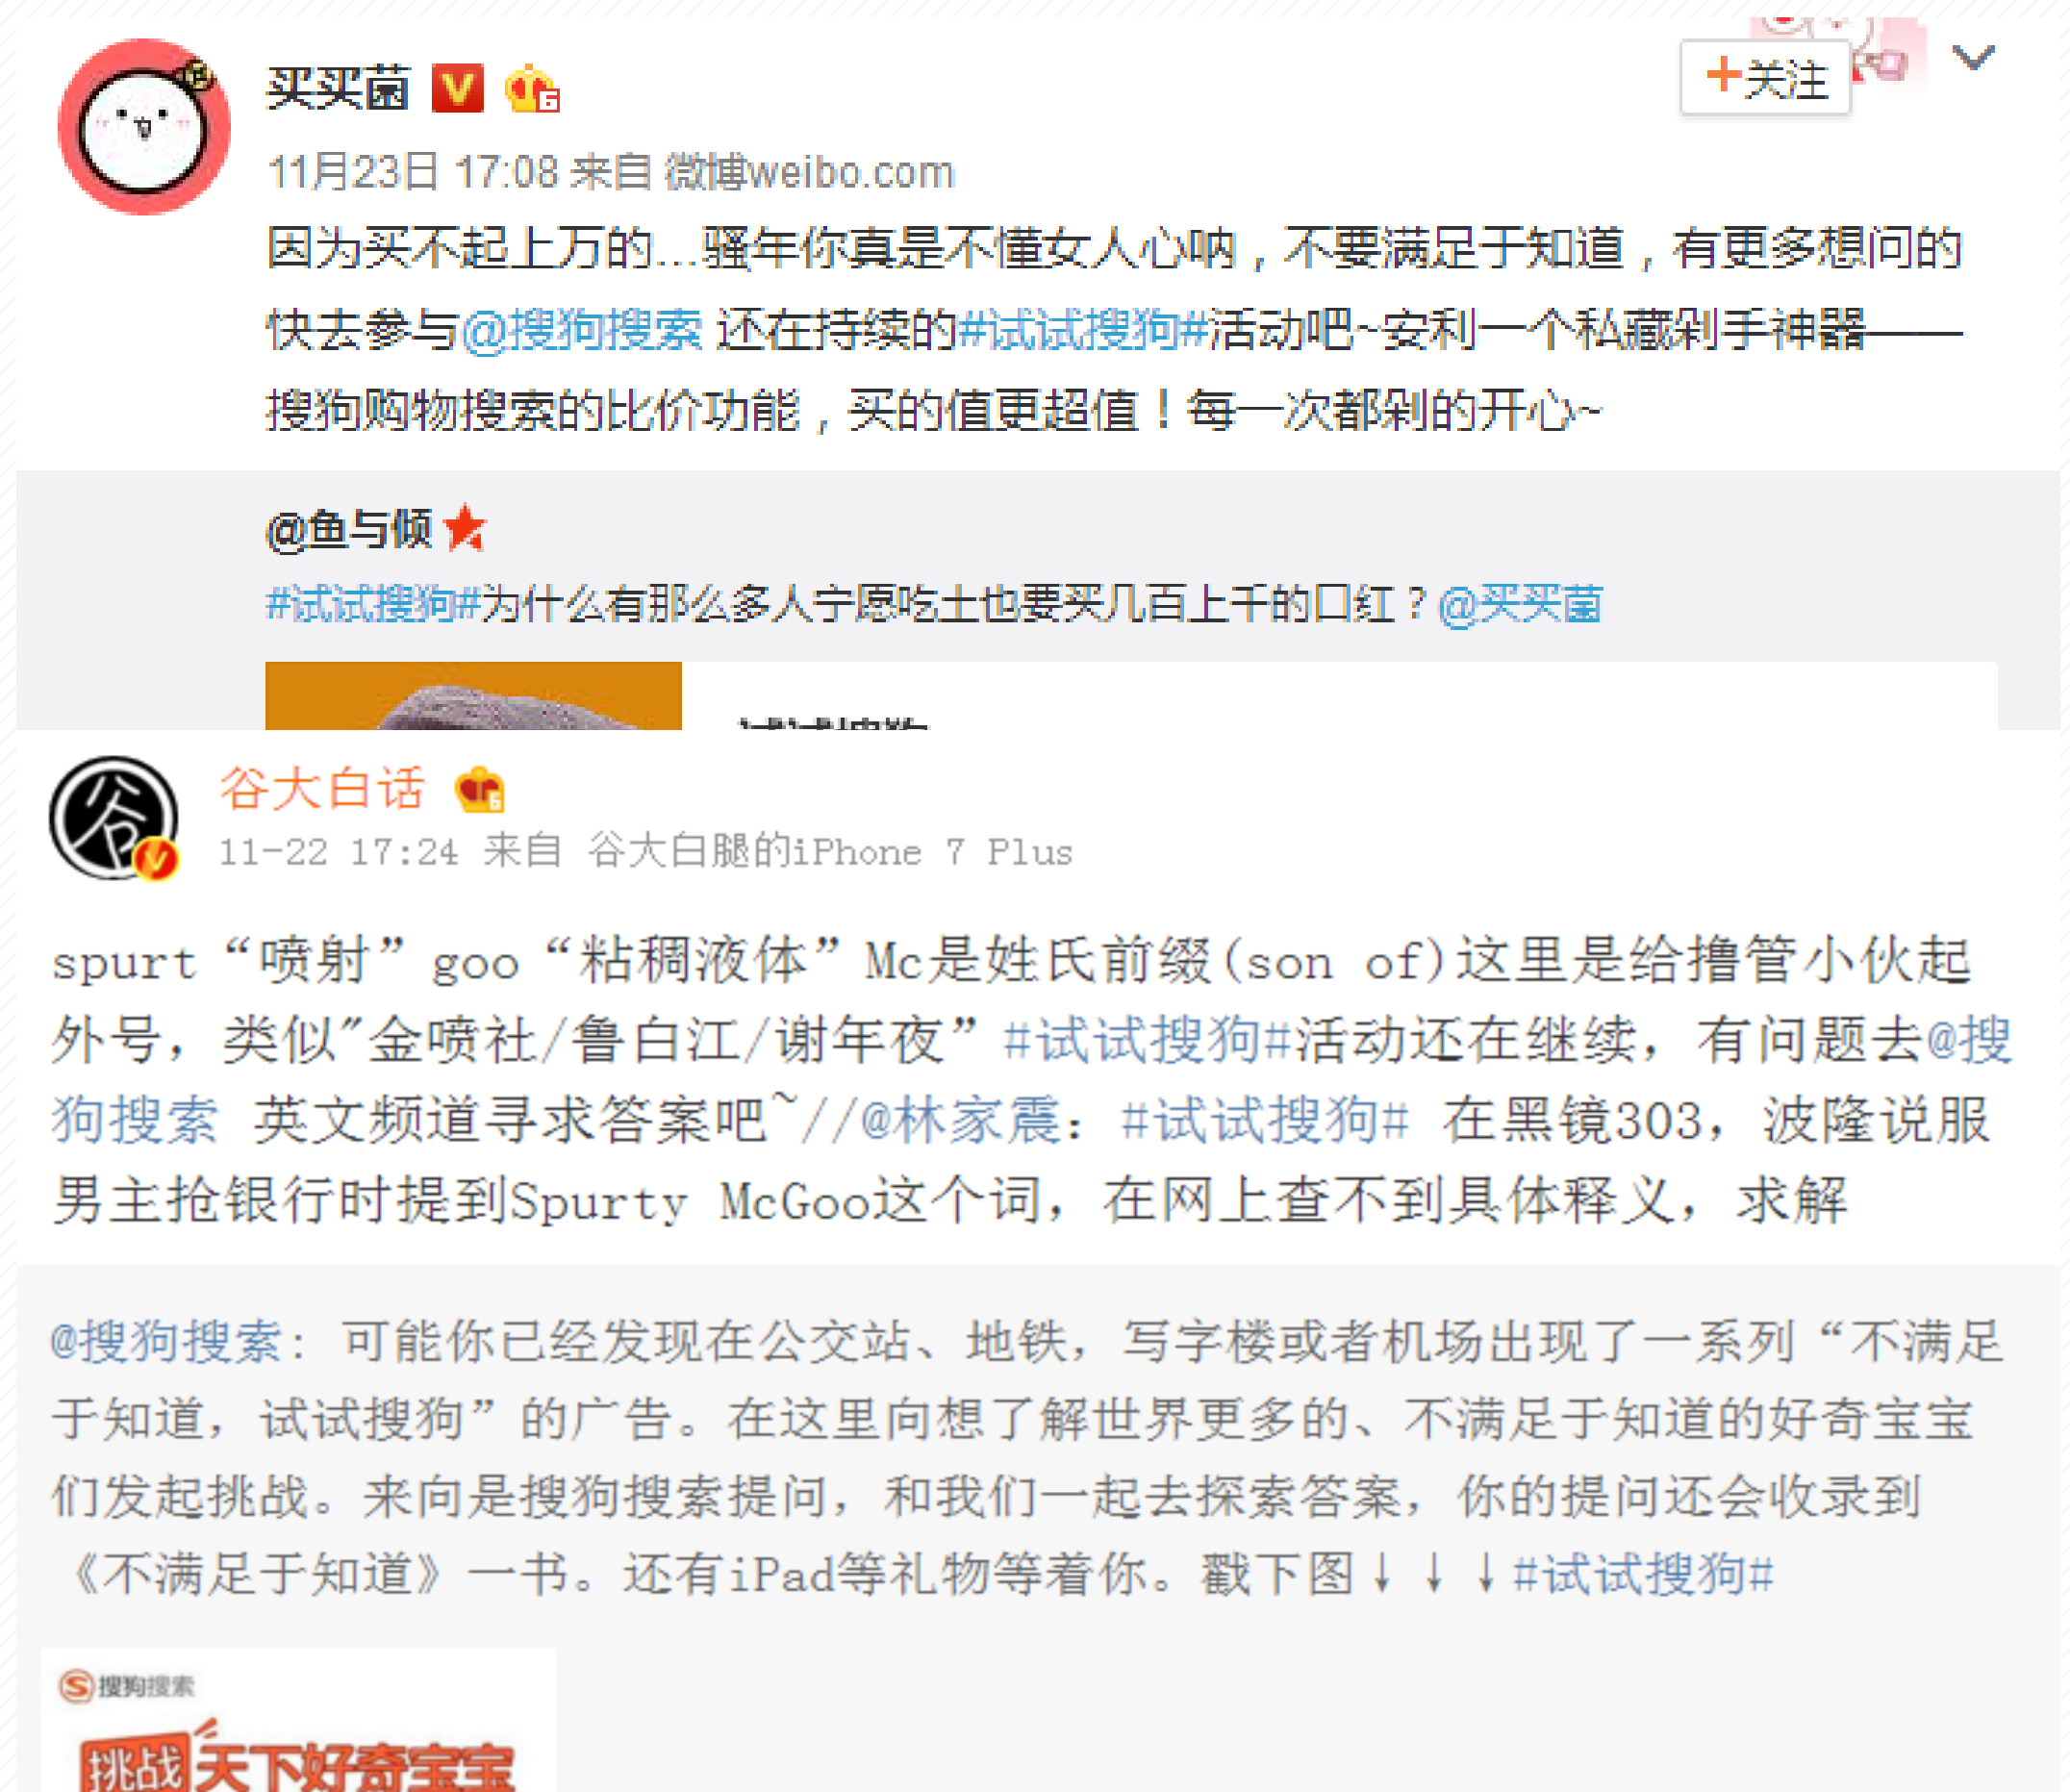 买买菌
+关注
11月23日 17:08 来自 微博weibo.com
因为买不起上万的...骚年你真是不懂女人心呐，不要满足于知道，有更多想问的
快去参与@搜狗搜索 还在持续的#试试搜狗#活动吧~安利一个私藏剁手神器——
搜狗购物搜索的比价功能，买的值更超值！每一次都剁的开心~
@鱼与倾
#试试搜狗#为什么有那么多人宁愿吃土也要买几百上千的口红？@买买菌
试试搜狗
谷大白话
11-22 17:24 来自 谷大白腿的iPhone 7 Plus
spurt“喷射”goo“粘稠液体”Mc是姓氏前缀(son of)这里是给撸管小伙起
外号，类似"金喷社/鲁白江/谢年夜”#试试搜狗#活动还在继续，有问题去@搜
狗搜索 英文频道寻求答案吧~//@林家震：#试试搜狗# 在黑镜303，波隆说服
男主抢银行时提到Spurty McGoo这个词，在网上查不到具体释义，求解
@搜狗搜索：可能你已经发现在公交站、地铁，写字楼或者机场出现了一系列“不满足
于知道，试试搜狗”的广告。在这里向想了解世界更多的、不满足于知道的好奇宝宝
们发起挑战。来向是搜狗搜索提问，和我们一起去探索答案，你的提问还会收录到
《不满足于知道》一书。还有iPad等礼物等着你。戳下图↓↓↓#试试搜狗#
搜狗搜索
挑战天下好奇宝宝